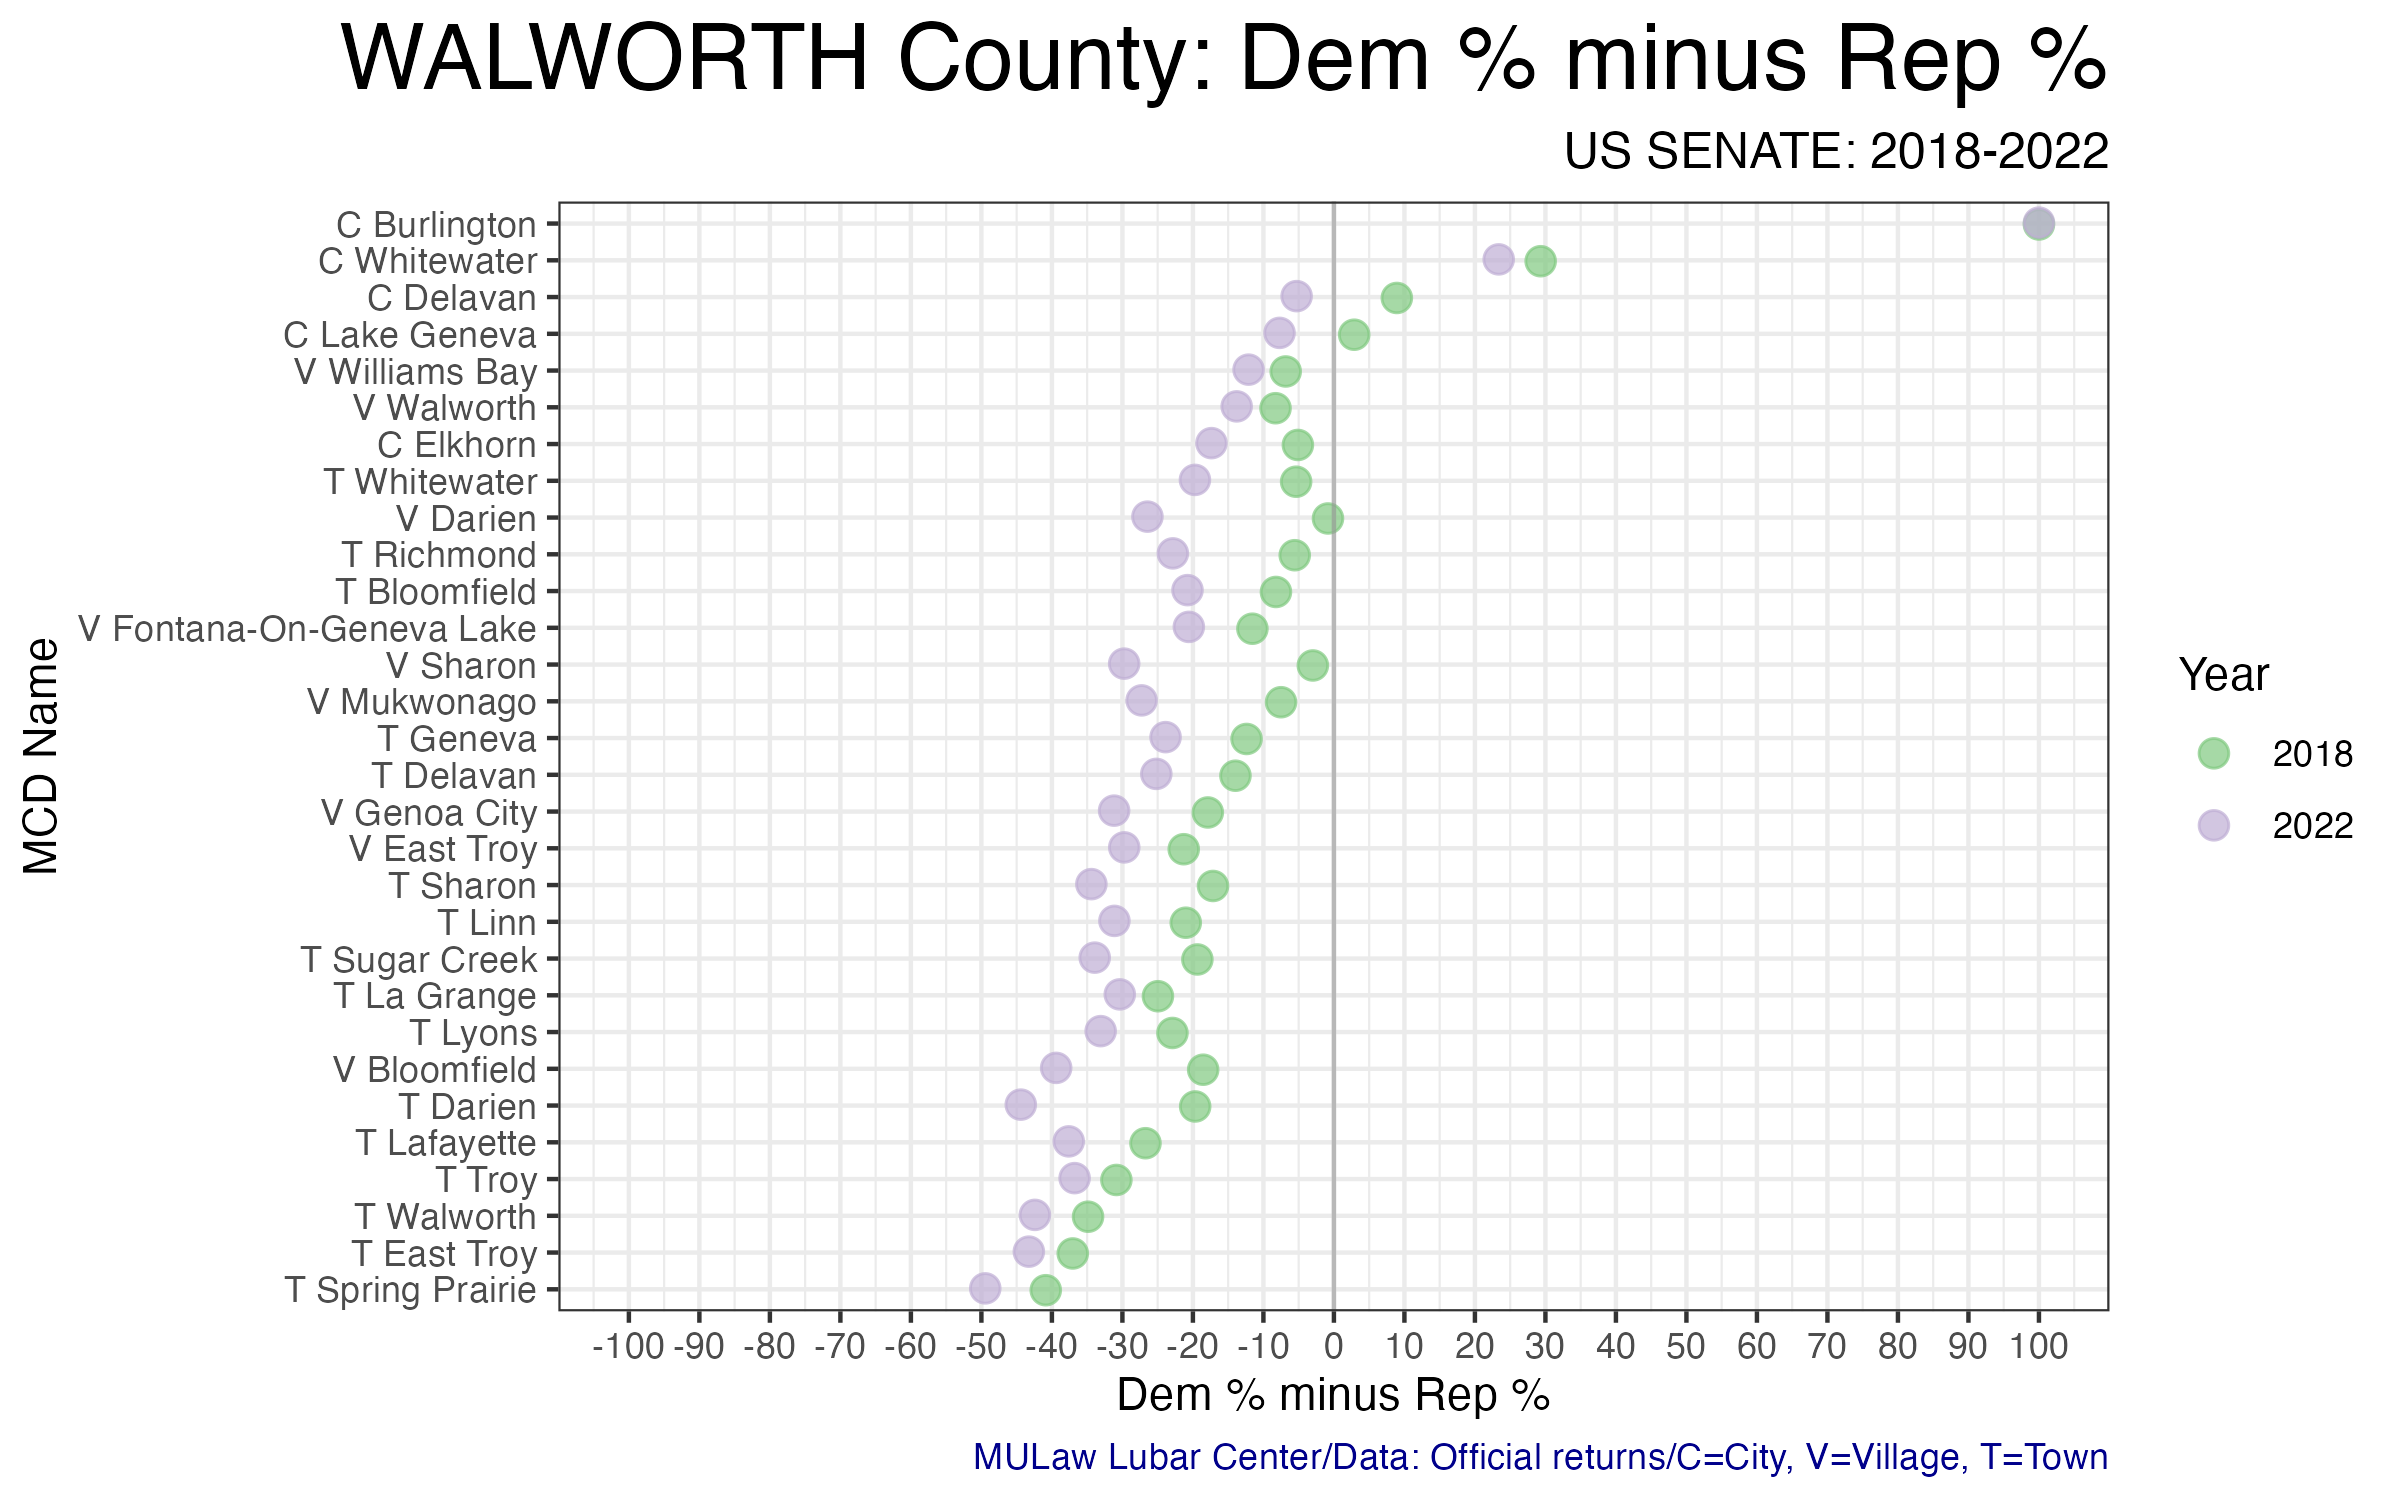 WALWORTH County: Dem % minus Rep %
US SENATE: 2018-2022
MCD Name
C Burlington
C Whitewater
C Delavan
C Lake Geneva
V Williams Bay
V Walworth
C Elkhorn
T Whitewater
V Darien
T Richmond
T Bloomfield
V Fontana-On-Geneva Lake
V Sharon
V Mukwonago
T Geneva
T Delavan
V Genoa City
V East Troy
T Sharon
T Linn
T Sugar Creek
T La Grange
T Lyons
V Bloomfield
T Darien
T Lafayette
T Troy
T Walworth
T East Troy
T Spring Prairie
-100 -90 -80 -70 -60 -50 -40 -30 -20 -10 0 10 20 30 40 50 60 70 80 90 100
Dem % minus Rep %
Year
2018
2022
MULaw Lubar Center/Data: Official returns/C=City, V=Village, T=Town